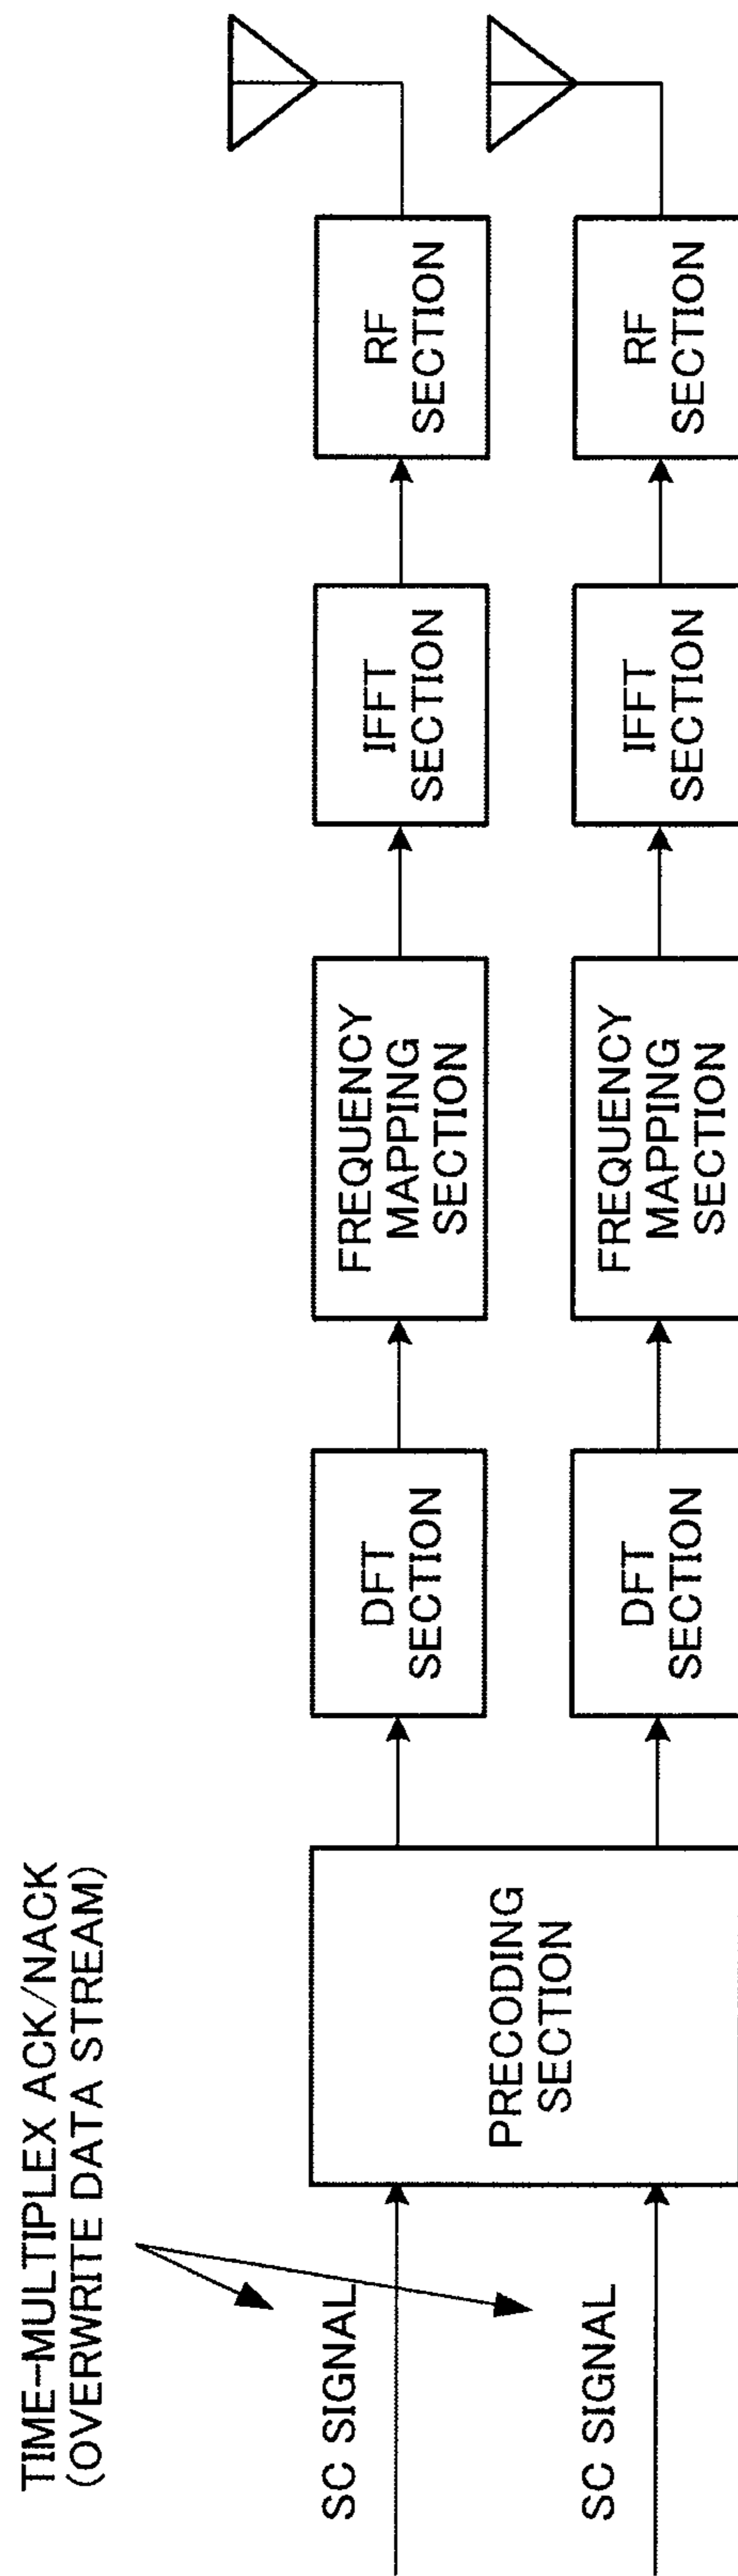 TIME-MULTIPLEX ACK/NACK
(OVERWRITE DATA STREAM)
SC SIGNAL
SC SIGNAL
PRECODING
SECTION
DFT
SECTION
FREQUENCY
MAPPING
SECTION
IFFT
SECTION
RF
SECTION
DFT
SECTION
FREQUENCY
MAPPING
SECTION
IFFT
SECTION
RF
SECTION